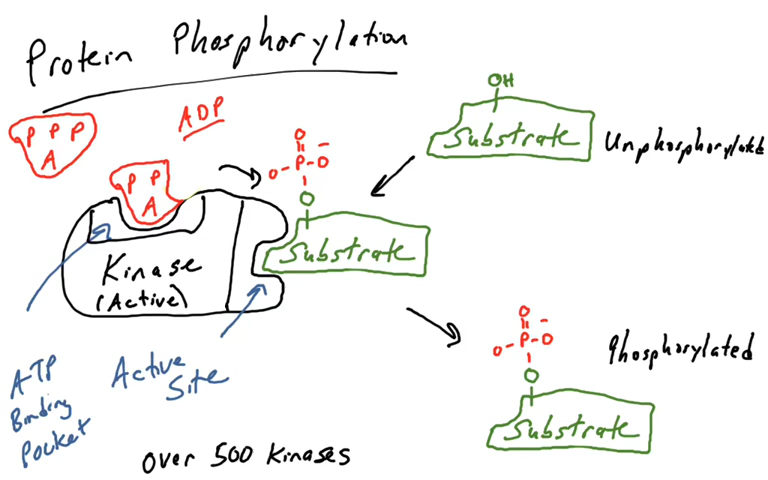 Protein Phosphorylation
P P P
A
ADP
P P
A
O
O - P - O -
O
Substrate
Kinase
(Active)
OH
Substrate
Unphosphorylated
ATP
Binding
Pocket
Active
Site
O
O - P - O -
O
Substrate
Phosphorylated
Over 500 Kinases